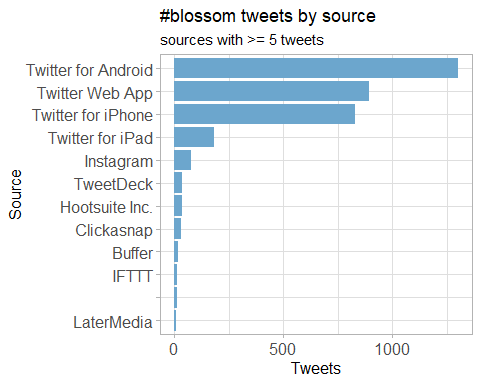 #blossom tweets by source
sources with >= 5 tweets
Twitter for Android
Twitter Web App
Twitter for iPhone
Twitter for iPad
Instagram
TweetDeck
Hootsuite Inc.
Clickasnap
Buffer
IFTTT
LaterMedia
Source
0 500 1000
Tweets